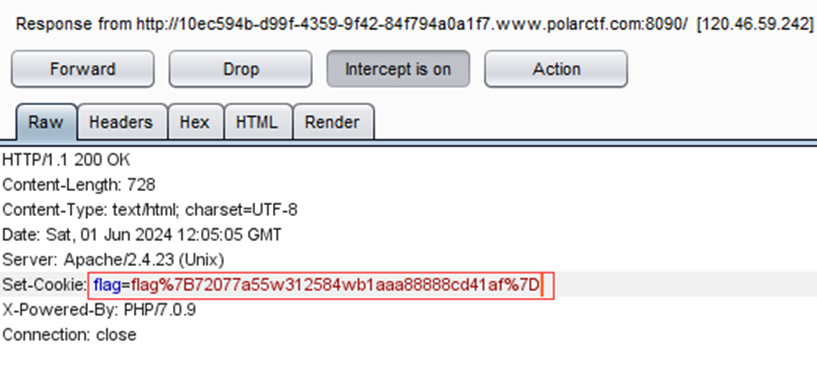 Response from http://10ec594b-d99f-4359-9f42-84f794a0a1f7.www.polarctf.com:8090/ [120.46.59.242]
Forward Drop Intercept is on Action
Raw Headers Hex HTML Render
HTTP/1.1 200 OK
Content-Length: 728
Content-Type: text/html; charset=UTF-8
Date: Sat, 01 Jun 2024 12:05:05 GMT
Server: Apache/2.4.23 (Unix)
Set-Cookie: flag=flag%7B72077a55w312584wb1aaa88888cd41af%7D
X-Powered-By: PHP/7.0.9
Connection: close